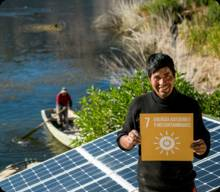 7 ENERGÍA ASEQUIBLE
Y NO CONTAMINANTE